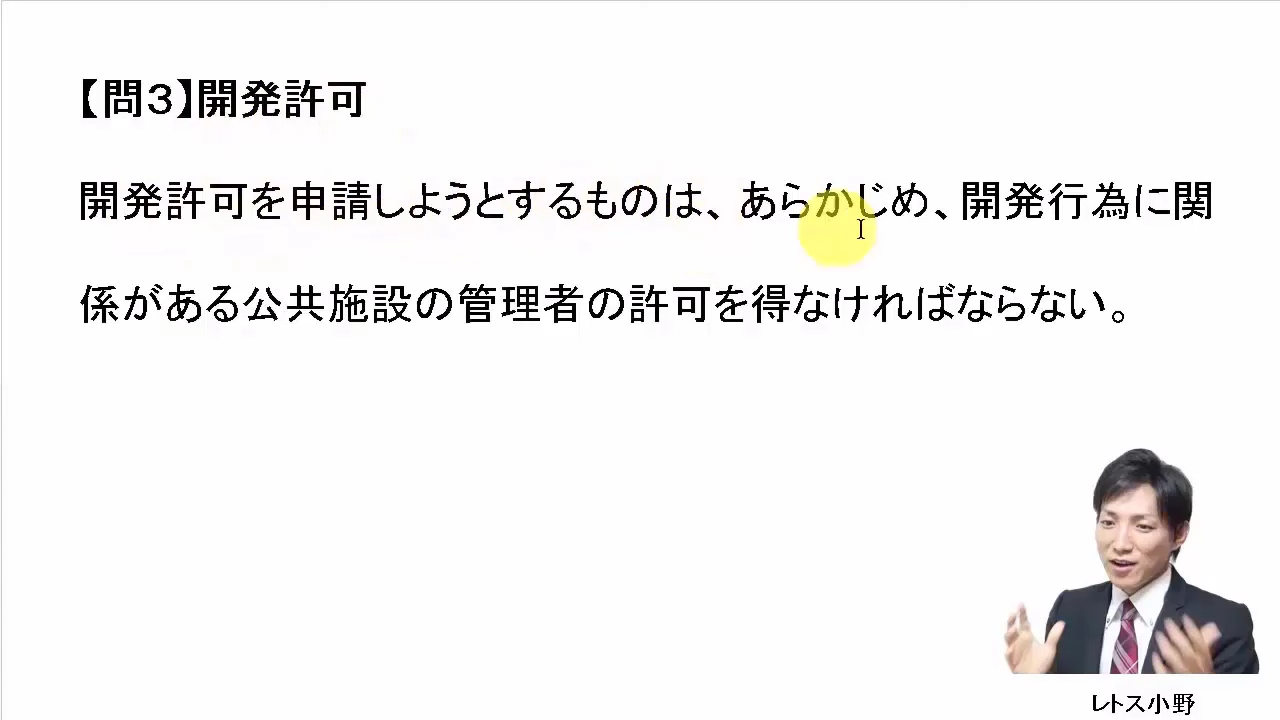 【問３】開発許可
開発許可を申請しようとするものは、あらかじめ、開発行為に関
係がある公共施設の管理者の許可を得なければならない。
レトス小野